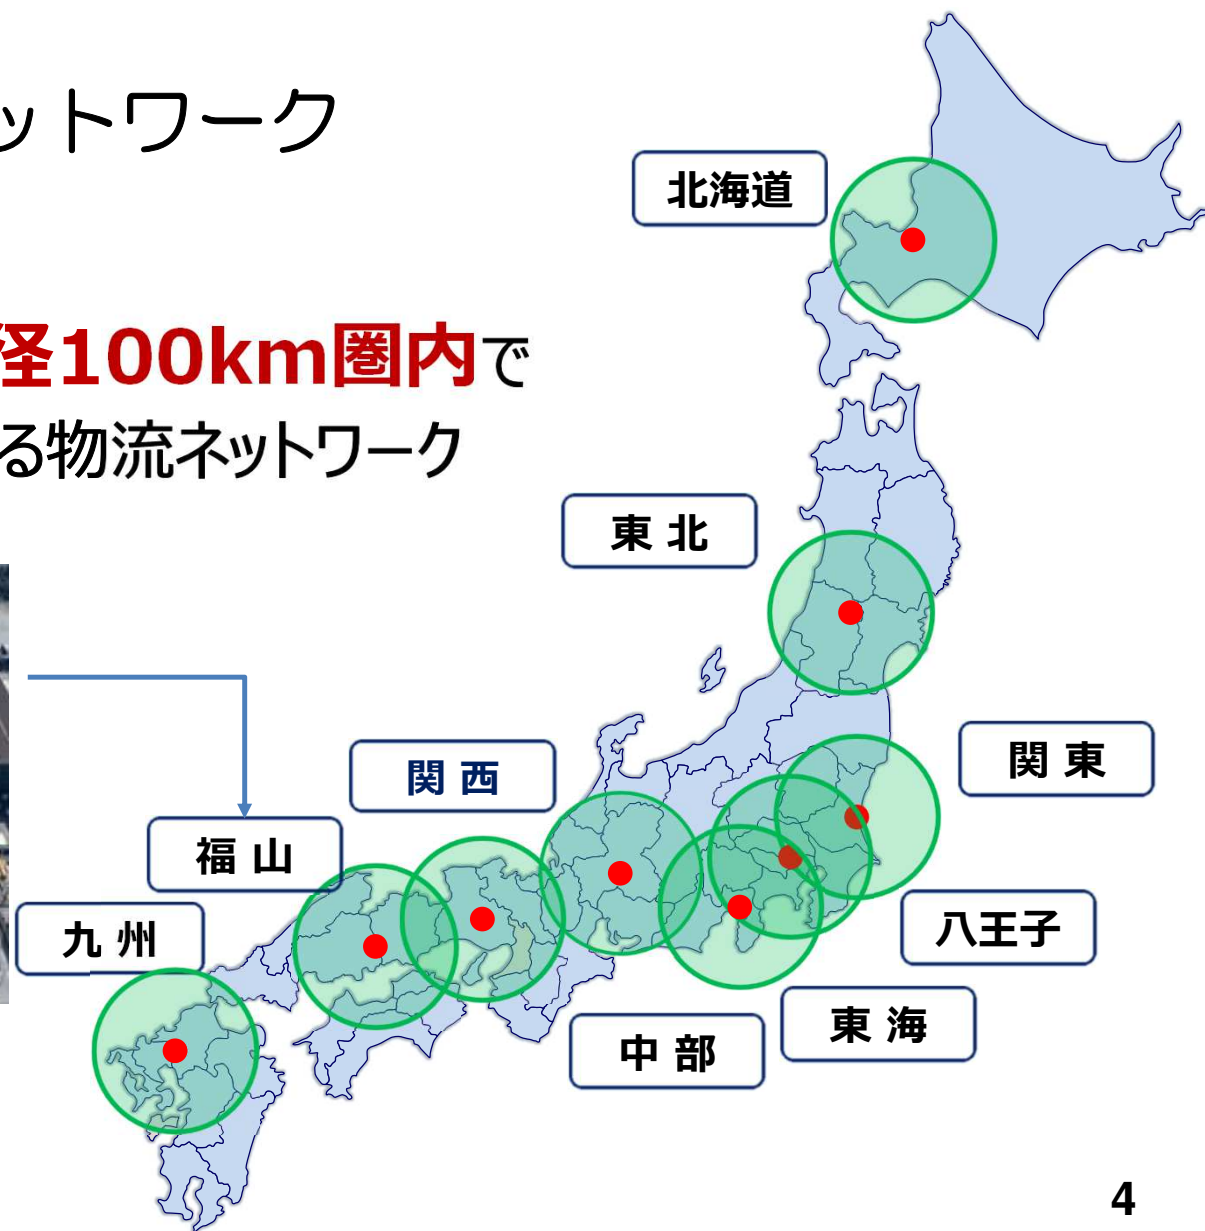 ットワーク
北海道
径100km圏内で
る物流ネットワーク
東 北
関 東
関 西
福 山
九 州
八王子
東 海
中 部
4